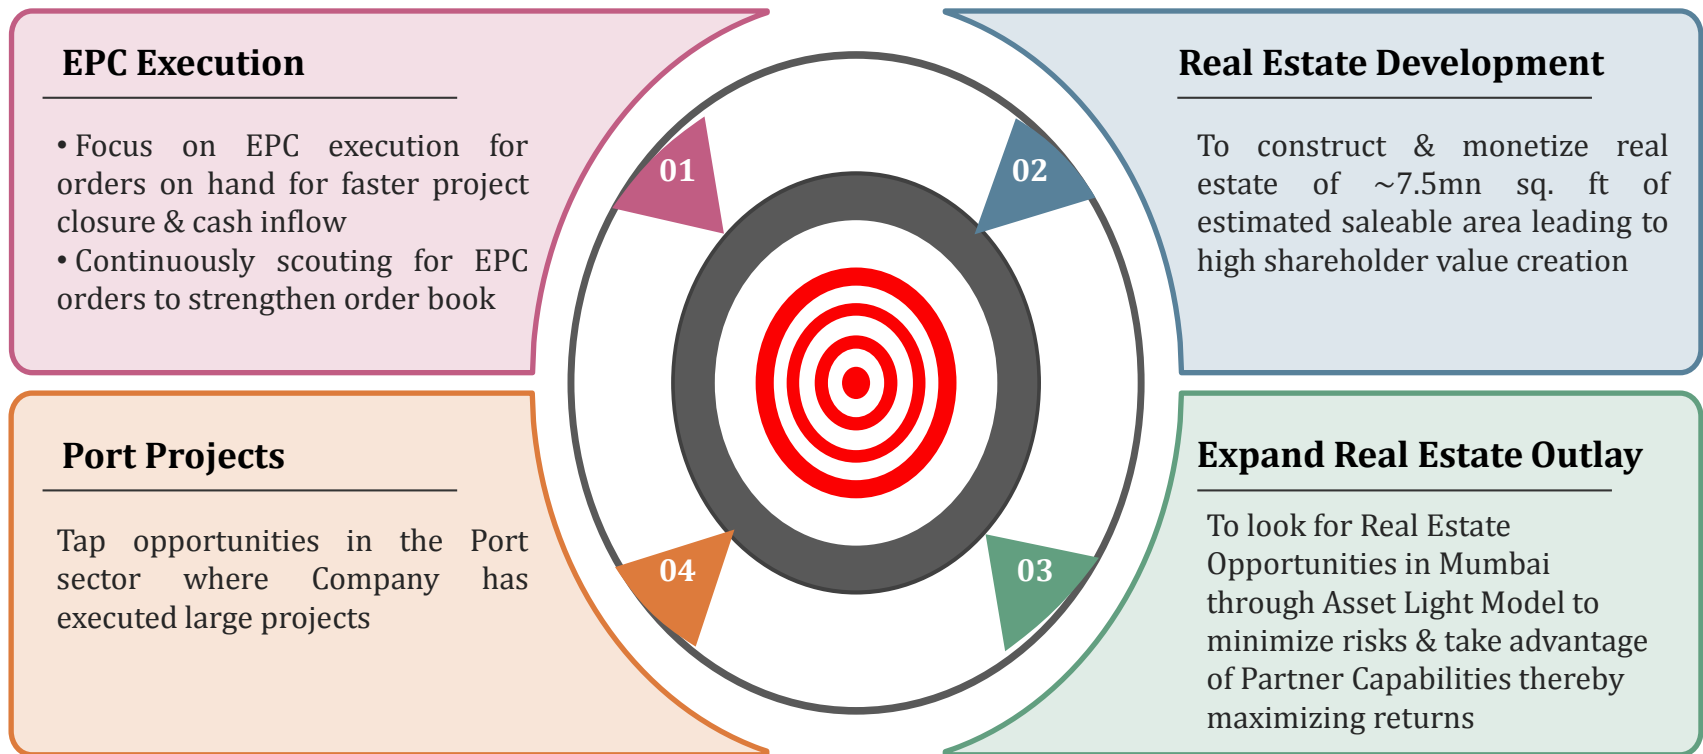 EPC Execution
• Focus on EPC execution for
orders on hand for faster project
closure & cash inflow
• Continuously scouting for EPC
orders to strengthen order book
01
Real Estate Development
To construct & monetize real
estate of ~7.5mn sq. ft of
estimated saleable area leading to
high shareholder value creation
02
Expand Real Estate Outlay
To look for Real Estate
Opportunities in Mumbai
through Asset Light Model to
minimize risks & take advantage
of Partner Capabilities thereby
maximizing returns
03
Port Projects
Tap opportunities in the Port
sector where Company has
executed large projects
04